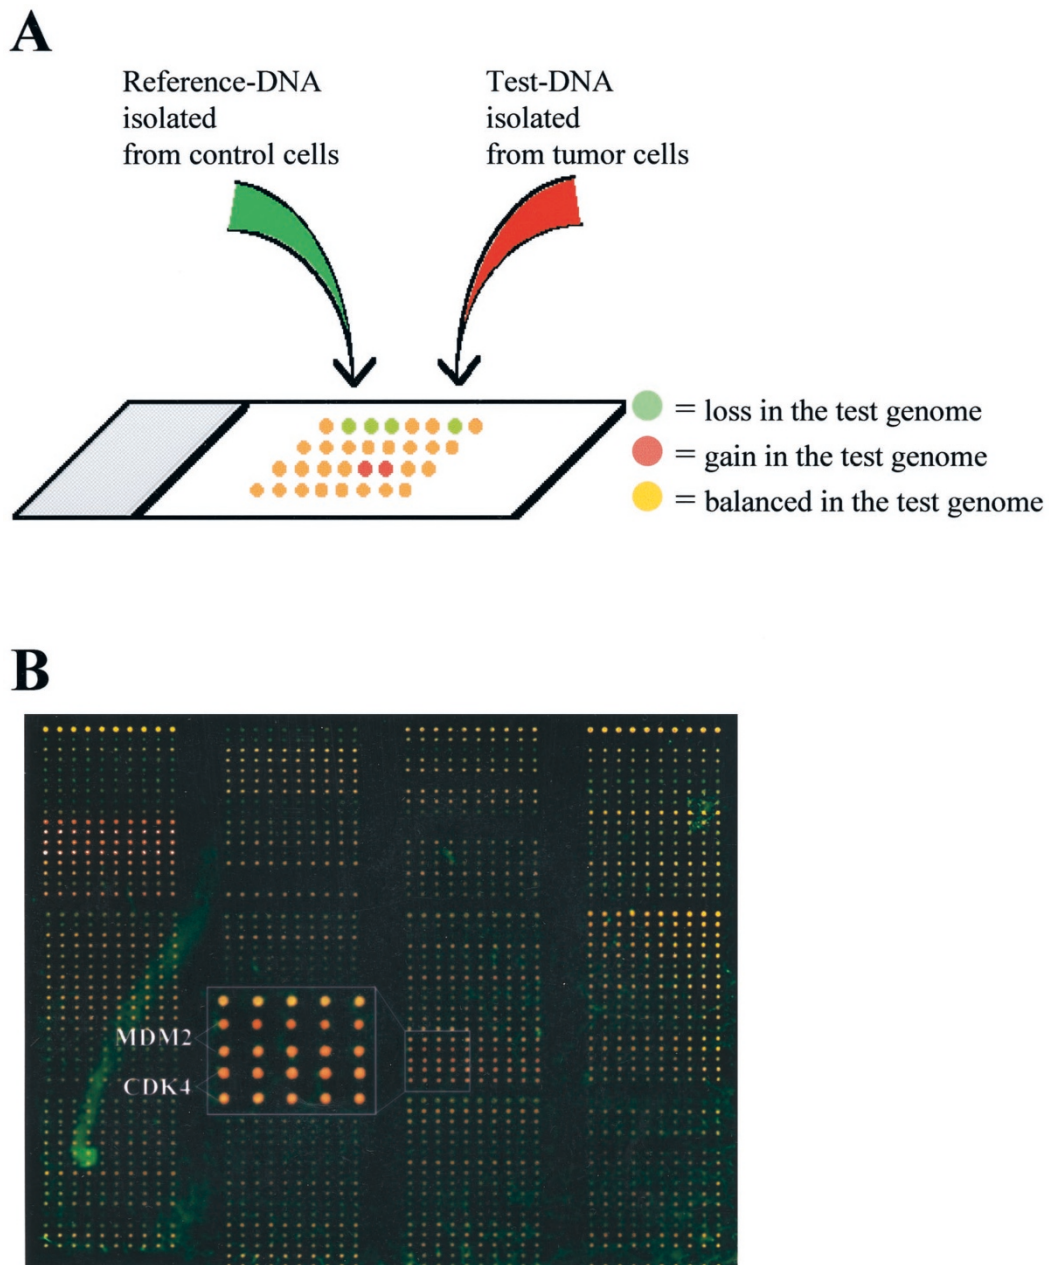 A
Reference-DNA
isolated
from control cells
Test-DNA
isolated
from tumor cells
= loss in the test genome
= gain in the test genome
= balanced in the test genome
B
MDM2
CDK4